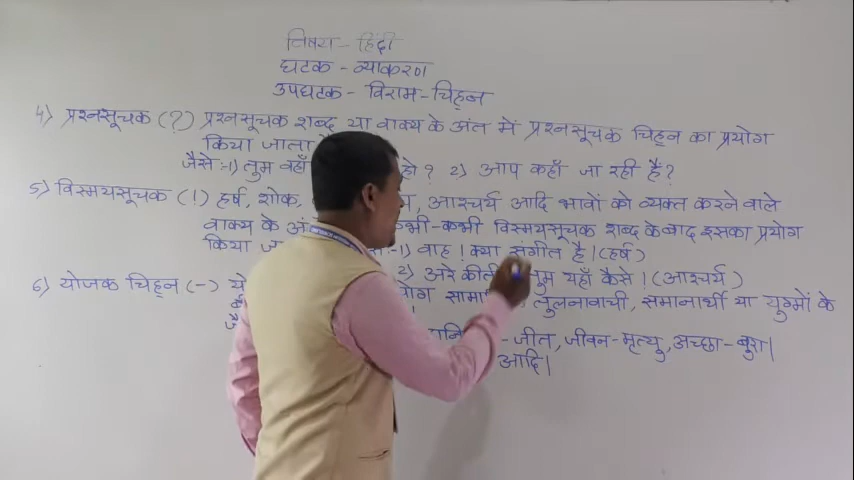 विषय - हिंदी
घटक - व्याकरण
उपघटक - विराम-चिह्न
4) प्रश्नसूचक (?) प्रश्नसूचक शब्द या वाक्य के अंत में प्रश्नसूचक चिह्न का प्रयोग
किया जाता
जैसे :- 1) तुम वहाँ हो ? 2) आप कहाँ जा रही हैं ?
5) विस्मयसूचक (!) हर्ष, शोक, आश्चर्य आदि भावों को व्यक्त करने वाले
वाक्य के कभी-कभी विस्मयसूचक शब्द के बाद इसका प्रयोग
किया :- 1) वाह ! क्या संगीत है । (हर्ष)
2) अरे तुम यहाँ कैसे ! (आश्चर्य)
6) योजक चिह्न (-) तुलनावाची, समानार्थी या युग्मों के
- जीत, जीवन-मृत्यु, अच्छा-बुरा।
आदि।